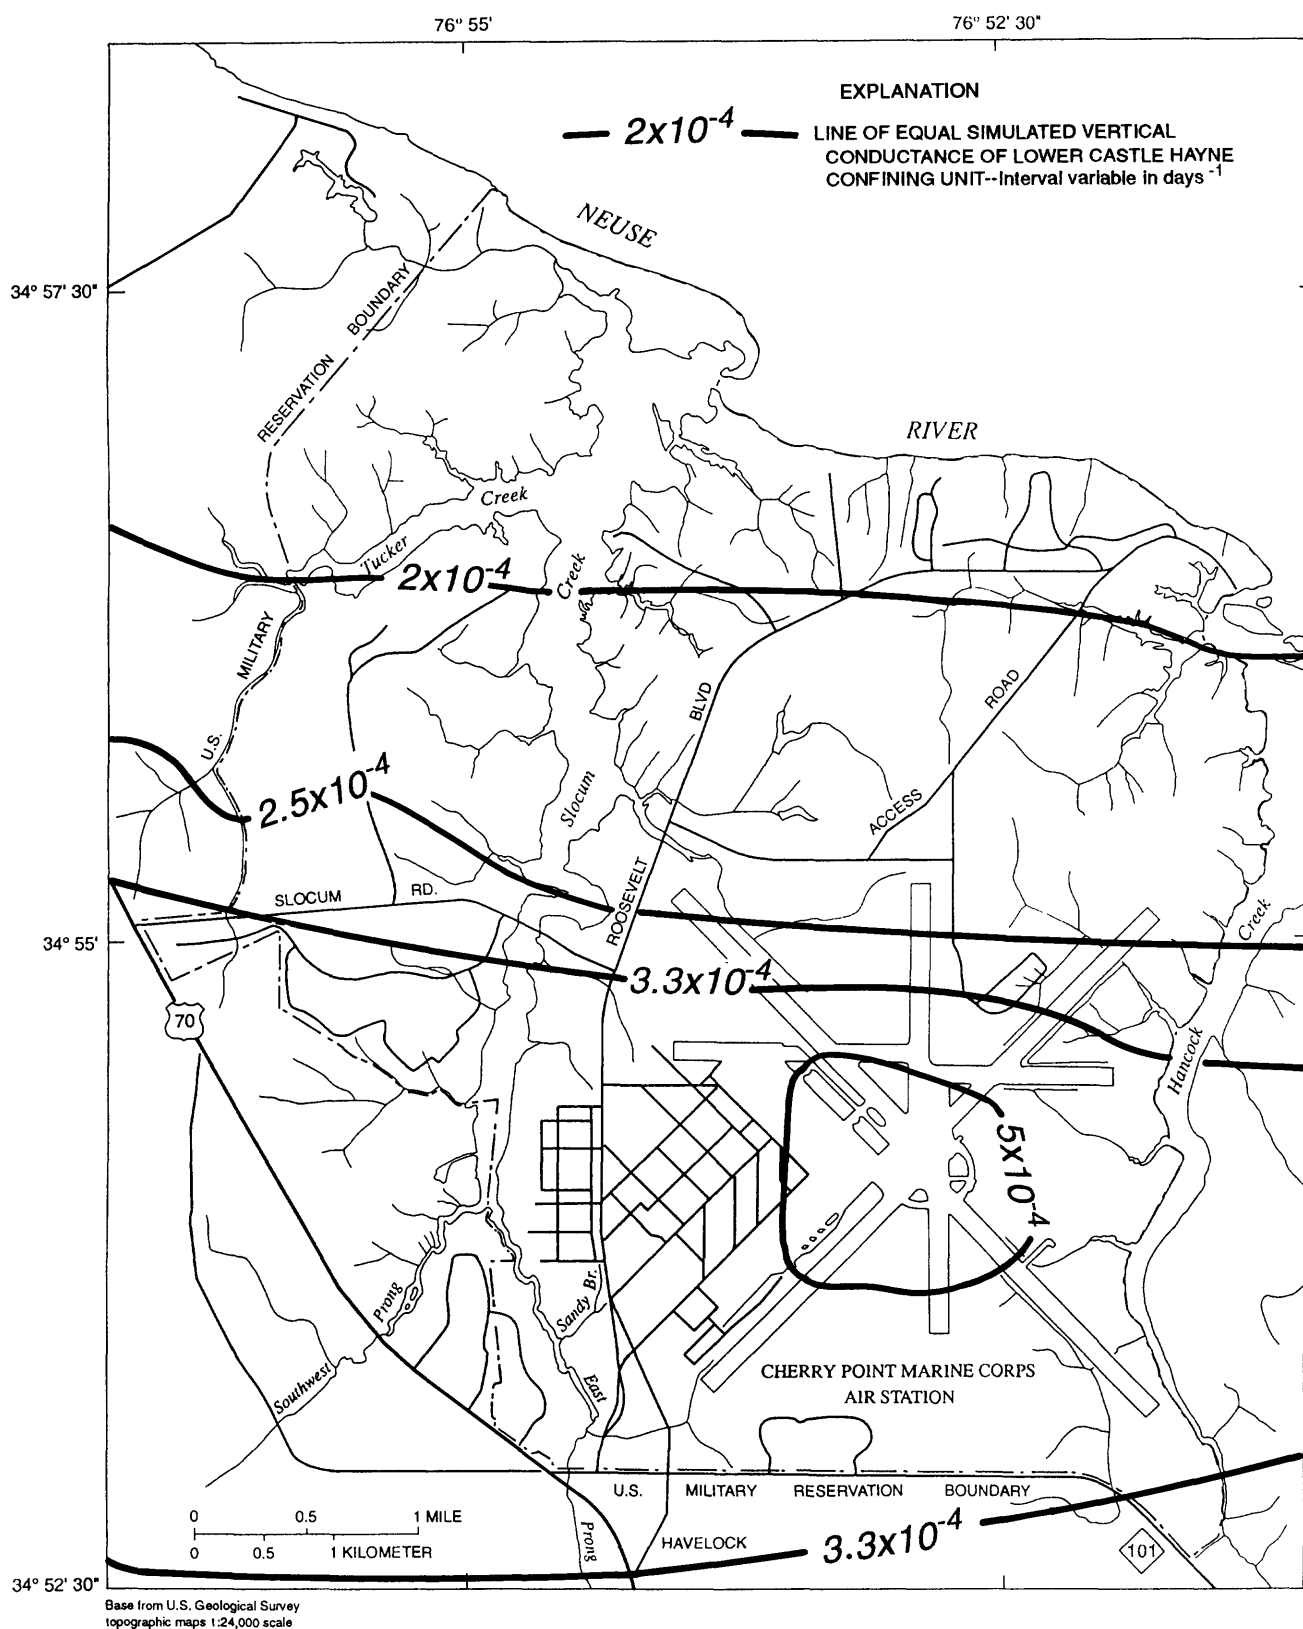 76° 55'
76° 52' 30"
EXPLANATION
2x10-4
LINE OF EQUAL SIMULATED VERTICAL
CONDUCTANCE OF LOWER CASTLE HAYNE
CONFINING UNIT--Interval variable in days -1
NEUSE
34° 57' 30"
RESERVATION BOUNDARY
RIVER
Creek
Tucker
2x10-4
Creek
MILITARY
U.S.
BLVD
ROAD
2.5x10-4
Slocum
ACCESS
SLOCUM RD.
ROOSEVELT
Creek
34° 55'
3.3x10-4
70
Hancock
5x10-4
Prong
Sandy Br.
Southwest
East
CHERRY POINT MARINE CORPS
AIR STATION
U.S. MILITARY RESERVATION BOUNDARY
0 0.5 1 MILE
0 0.5 1 KILOMETER
Prong
HAVELOCK
3.3x10-4
101
34° 52' 30"
Base from U.S. Geological Survey
topographic maps 1:24,000 scale